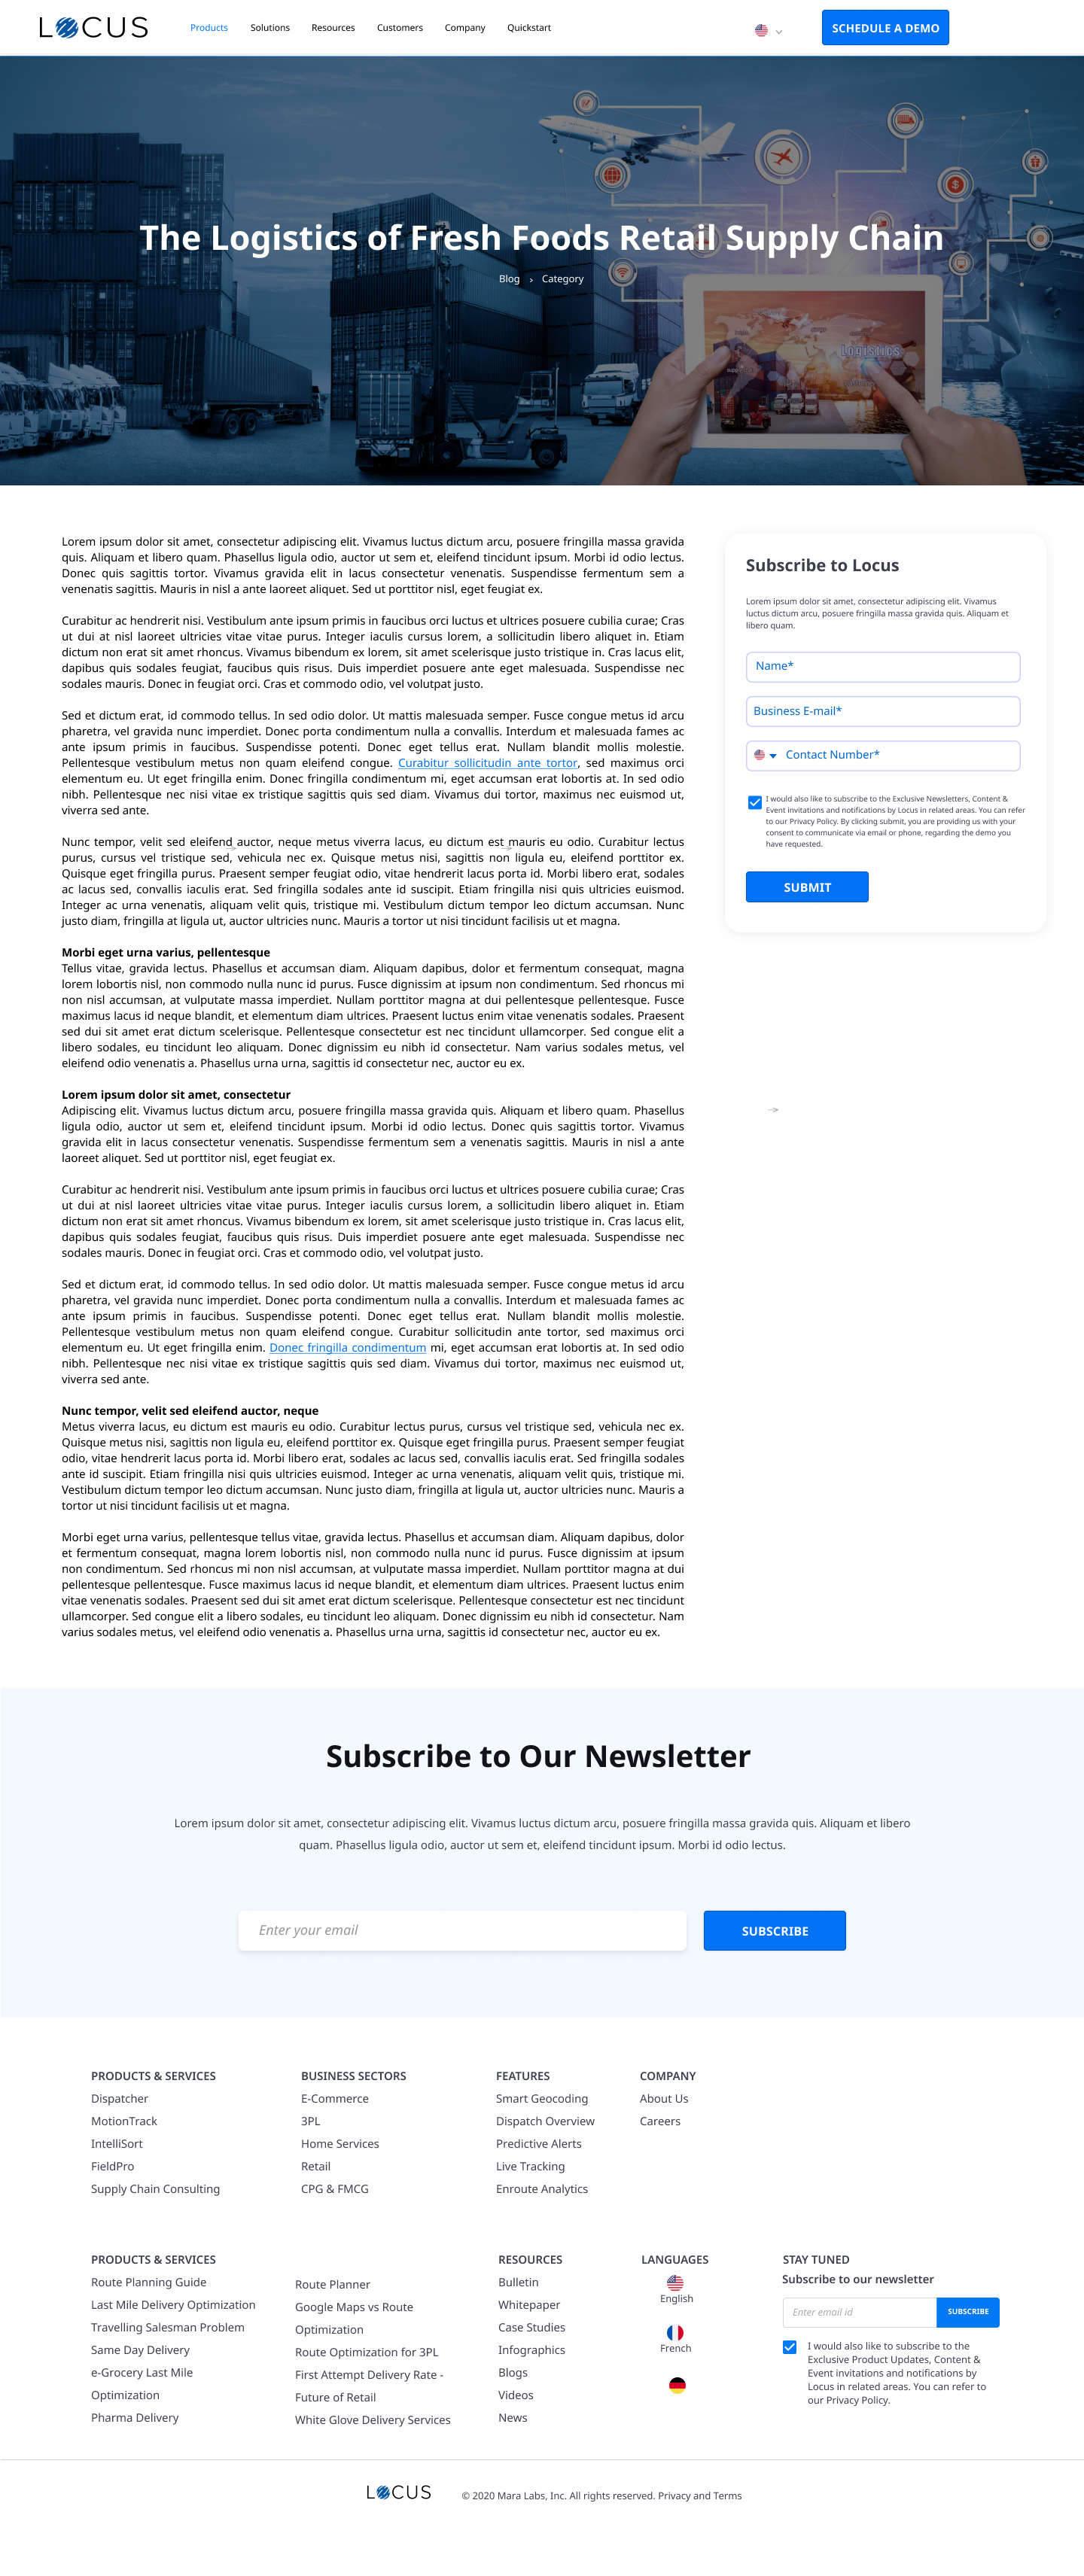 LOCUS
Products Solutions Resources Customers Company Quickstart
SCHEDULE A DEMO
Logistics
The Logistics of Fresh Foods Retail Supply Chain
Blog › Category
Lorem ipsum dolor sit amet, consectetur adipiscing elit. Vivamus luctus dictum arcu, posuere fringilla massa gravida
quis. Aliquam et libero quam. Phasellus ligula odio, auctor ut sem et, eleifend tincidunt ipsum. Morbi id odio lectus.
Donec quis sagittis tortor. Vivamus gravida elit in lacus consectetur venenatis. Suspendisse fermentum sem a
venenatis sagittis. Mauris in nisl a ante laoreet aliquet. Sed ut porttitor nisl, eget feugiat ex.
Curabitur ac hendrerit nisi. Vestibulum ante ipsum primis in faucibus orci luctus et ultrices posuere cubilia curae; Cras
ut dui at nisl laoreet ultricies vitae vitae purus. Integer iaculis cursus lorem, a sollicitudin libero aliquet in. Etiam
dictum non erat sit amet rhoncus. Vivamus bibendum ex lorem, sit amet scelerisque justo tristique in. Cras lacus elit,
dapibus quis sodales feugiat, faucibus quis risus. Duis imperdiet posuere ante eget malesuada. Suspendisse nec
sodales mauris. Donec in feugiat orci. Cras et commodo odio, vel volutpat justo.
Sed et dictum erat, id commodo tellus. In sed odio dolor. Ut mattis malesuada semper. Fusce congue metus id arcu
pharetra, vel gravida nunc imperdiet. Donec porta condimentum nulla a convallis. Interdum et malesuada fames ac
ante ipsum primis in faucibus. Suspendisse potenti. Donec eget tellus erat. Nullam blandit mollis molestie.
Pellentesque vestibulum metus non quam eleifend congue. Curabitur sollicitudin ante tortor, sed maximus orci
elementum eu. Ut eget fringilla enim. Donec fringilla condimentum mi, eget accumsan erat lobortis at. In sed odio
nibh. Pellentesque nec nisi vitae ex tristique sagittis quis sed diam. Vivamus dui tortor, maximus nec euismod ut,
viverra sed ante.
Nunc tempor, velit sed eleifend auctor, neque metus viverra lacus, eu dictum est mauris eu odio. Curabitur lectus
purus, cursus vel tristique sed, vehicula nec ex. Quisque metus nisi, sagittis non ligula eu, eleifend porttitor ex.
Quisque eget fringilla purus. Praesent semper feugiat odio, vitae hendrerit lacus porta id. Morbi libero erat, sodales
ac lacus sed, convallis iaculis erat. Sed fringilla sodales ante id suscipit. Etiam fringilla nisi quis ultricies euismod.
Integer ac urna venenatis, aliquam velit quis, tristique mi. Vestibulum dictum tempor leo dictum accumsan. Nunc
justo diam, fringilla at ligula ut, auctor ultricies nunc. Mauris a tortor ut nisi tincidunt facilisis ut et magna.
Morbi eget urna varius, pellentesque
Tellus vitae, gravida lectus. Phasellus et accumsan diam. Aliquam dapibus, dolor et fermentum consequat, magna
lorem lobortis nisl, non commodo nulla nunc id purus. Fusce dignissim at ipsum non condimentum. Sed rhoncus mi
non nisl accumsan, at vulputate massa imperdiet. Nullam porttitor magna at dui pellentesque pellentesque. Fusce
maximus lacus id neque blandit, et elementum diam ultrices. Praesent luctus enim vitae venenatis sodales. Praesent
sed dui sit amet erat dictum scelerisque. Pellentesque consectetur est nec tincidunt ullamcorper. Sed congue elit a
libero sodales, eu tincidunt leo aliquam. Donec dignissim eu nibh id consectetur. Nam varius sodales metus, vel
eleifend odio venenatis a. Phasellus urna urna, sagittis id consectetur nec, auctor eu ex.
Lorem ipsum dolor sit amet, consectetur
Adipiscing elit. Vivamus luctus dictum arcu, posuere fringilla massa gravida quis. Aliquam et libero quam. Phasellus
ligula odio, auctor ut sem et, eleifend tincidunt ipsum. Morbi id odio lectus. Donec quis sagittis tortor. Vivamus
gravida elit in lacus consectetur venenatis. Suspendisse fermentum sem a venenatis sagittis. Mauris in nisl a ante
laoreet aliquet. Sed ut porttitor nisl, eget feugiat ex.
Curabitur ac hendrerit nisi. Vestibulum ante ipsum primis in faucibus orci luctus et ultrices posuere cubilia curae; Cras
ut dui at nisl laoreet ultricies vitae vitae purus. Integer iaculis cursus lorem, a sollicitudin libero aliquet in. Etiam
dictum non erat sit amet rhoncus. Vivamus bibendum ex lorem, sit amet scelerisque justo tristique in. Cras lacus elit,
dapibus quis sodales feugiat, faucibus quis risus. Duis imperdiet posuere ante eget malesuada. Suspendisse nec
sodales mauris. Donec in feugiat orci. Cras et commodo odio, vel volutpat justo.
Sed et dictum erat, id commodo tellus. In sed odio dolor. Ut mattis malesuada semper. Fusce congue metus id arcu
pharetra, vel gravida nunc imperdiet. Donec porta condimentum nulla a convallis. Interdum et malesuada fames ac
ante ipsum primis in faucibus. Suspendisse potenti. Donec eget tellus erat. Nullam blandit mollis molestie.
Pellentesque vestibulum metus non quam eleifend congue. Curabitur sollicitudin ante tortor, sed maximus orci
elementum eu. Ut eget fringilla enim. Donec fringilla condimentum mi, eget accumsan erat lobortis at. In sed odio
nibh. Pellentesque nec nisi vitae ex tristique sagittis quis sed diam. Vivamus dui tortor, maximus nec euismod ut,
viverra sed ante.
Nunc tempor, velit sed eleifend auctor, neque
Metus viverra lacus, eu dictum est mauris eu odio. Curabitur lectus purus, cursus vel tristique sed, vehicula nec ex.
Quisque metus nisi, sagittis non ligula eu, eleifend porttitor ex. Quisque eget fringilla purus. Praesent semper feugiat
odio, vitae hendrerit lacus porta id. Morbi libero erat, sodales ac lacus sed, convallis iaculis erat. Sed fringilla sodales
ante id suscipit. Etiam fringilla nisi quis ultricies euismod. Integer ac urna venenatis, aliquam velit quis, tristique mi.
Vestibulum dictum tempor leo dictum accumsan. Nunc justo diam, fringilla at ligula ut, auctor ultricies nunc. Mauris a
tortor ut nisi tincidunt facilisis ut et magna.
Morbi eget urna varius, pellentesque tellus vitae, gravida lectus. Phasellus et accumsan diam. Aliquam dapibus, dolor
et fermentum consequat, magna lorem lobortis nisl, non commodo nulla nunc id purus. Fusce dignissim at ipsum
non condimentum. Sed rhoncus mi non nisl accumsan, at vulputate massa imperdiet. Nullam porttitor magna at dui
pellentesque pellentesque. Fusce maximus lacus id neque blandit, et elementum diam ultrices. Praesent luctus enim
vitae venenatis sodales. Praesent sed dui sit amet erat dictum scelerisque. Pellentesque consectetur est nec tincidunt
ullamcorper. Sed congue elit a libero sodales, eu tincidunt leo aliquam. Donec dignissim eu nibh id consectetur. Nam
varius sodales metus, vel eleifend odio venenatis a. Phasellus urna urna, sagittis id consectetur nec, auctor eu ex.
Subscribe to Locus
Lorem ipsum dolor sit amet, consectetur adipiscing elit. Vivamus
luctus dictum arcu, posuere fringilla massa gravida quis. Aliquam et
libero quam.
Name*
Business E-mail*
Contact Number*
I would also like to subscribe to the Exclusive Newsletters, Content &
Event invitations and notifications by Locus in related areas. You can refer
to our Privacy Policy. By clicking submit, you are providing us with your
consent to communicate via email or phone, regarding the demo you
have requested.
SUBMIT
Subscribe to Our Newsletter
Lorem ipsum dolor sit amet, consectetur adipiscing elit. Vivamus luctus dictum arcu, posuere fringilla massa gravida quis. Aliquam et libero
quam. Phasellus ligula odio, auctor ut sem et, eleifend tincidunt ipsum. Morbi id odio lectus.
Enter your email
SUBSCRIBE
PRODUCTS & SERVICES
Dispatcher
MotionTrack
IntelliSort
FieldPro
Supply Chain Consulting
BUSINESS SECTORS
E-Commerce
3PL
Home Services
Retail
CPG & FMCG
FEATURES
Smart Geocoding
Dispatch Overview
Predictive Alerts
Live Tracking
Enroute Analytics
COMPANY
About Us
Careers
PRODUCTS & SERVICES
Route Planning Guide
Last Mile Delivery Optimization
Travelling Salesman Problem
Same Day Delivery
e-Grocery Last Mile
Optimization
Pharma Delivery
Route Planner
Google Maps vs Route
Optimization
Route Optimization for 3PL
First Attempt Delivery Rate -
Future of Retail
White Glove Delivery Services
RESOURCES
Bulletin
Whitepaper
Case Studies
Infographics
Blogs
Videos
News
LANGUAGES
English
French
STAY TUNED
Subscribe to our newsletter
Enter email id
SUBSCRIBE
I would also like to subscribe to the
Exclusive Product Updates, Content &
Event invitations and notifications by
Locus in related areas. You can refer to
our Privacy Policy.
LOCUS
© 2020 Mara Labs, Inc. All rights reserved. Privacy and Terms